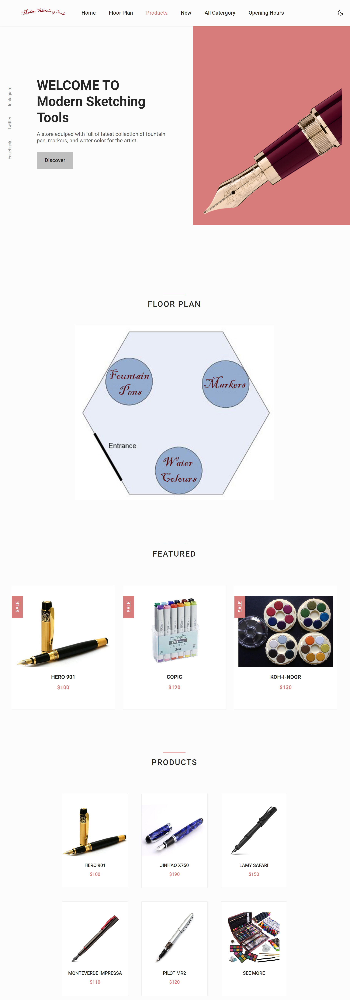 Modern Sketching Tools
Home
Floor Plan
Products
New
All Catergory
Opening Hours
Instagram
Twitter
Facebook
WELCOME TO
Modern Sketching
Tools
A store equiped with full of latest collection of fountain
pen, markers, and water color for the artist.
Discover
FLOOR PLAN
Fountain
Pens
Markers
Entrance
Water
Colours
FEATURED
SALE
HERO 901
$100
SALE
COPIC
12 colors
.Too
COPIC
$120
SALE
KOH-I-NOOR
$130
PRODUCTS
HERO 901
$100
JINHAO X750
$190
LAMY SAFARI
$150
MONTEVERDE IMPRESSA
$110
PILOT MR2
$120
SEE MORE